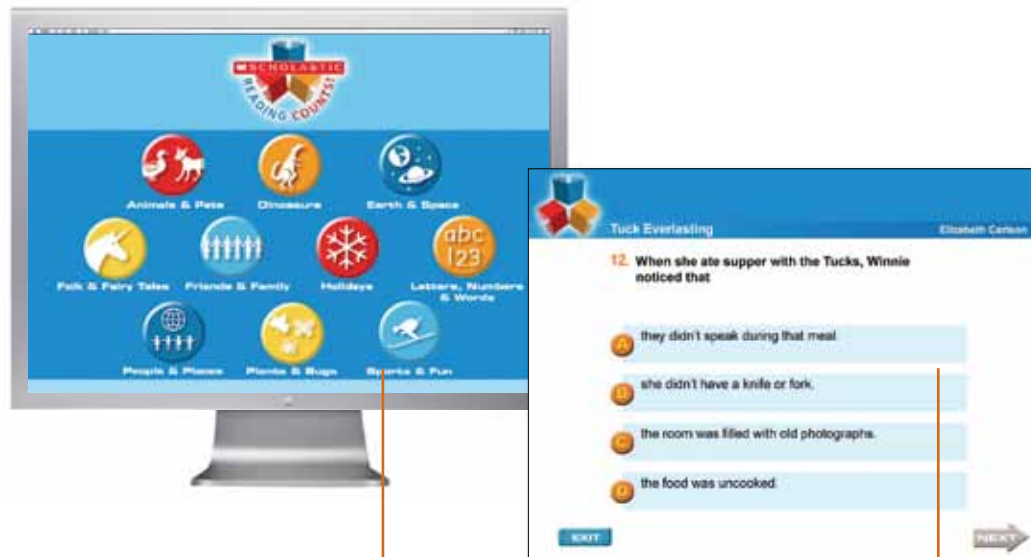 SCHOLASTIC
READING COUNTS!
Animals & Pets
Dinosaurs
Earth & Space
abc
123
Folk & Fairy Tales
Friends & Family
Holidays
Letters, Numbers
& Words
People & Places
Plants & Bugs
Sports & Fun
Tuck Everlasting
Elizabeth Carlson
12. When she ate supper with the Tucks, Winnie
noticed that
A they didn't speak during that meal.
B she didn't have a knife or fork.
C the room was filled with old photographs.
D the food was uncooked.
EXIT
NEXT